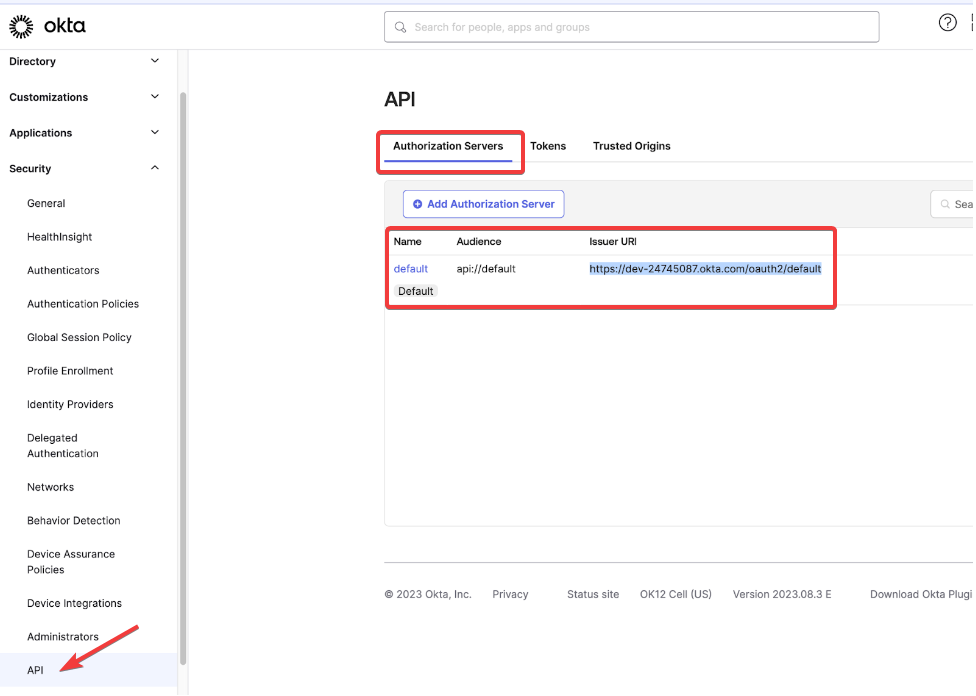 okta
Search for people, apps and groups
Directory
Customizations
Applications
Security
General
HealthInsight
Authenticators
Authentication Policies
Global Session Policy
Profile Enrollment
Identity Providers
Delegated
Authentication
Networks
Behavior Detection
Device Assurance
Policies
Device Integrations
Administrators
API
API
Authorization Servers Tokens Trusted Origins
Add Authorization Server Sea
Name Audience Issuer URI
default api://default https://dev-24745087.okta.com/oauth2/default
Default
© 2023 Okta, Inc. Privacy Status site OK12 Cell (US) Version 2023.08.3 E Download Okta Plugi